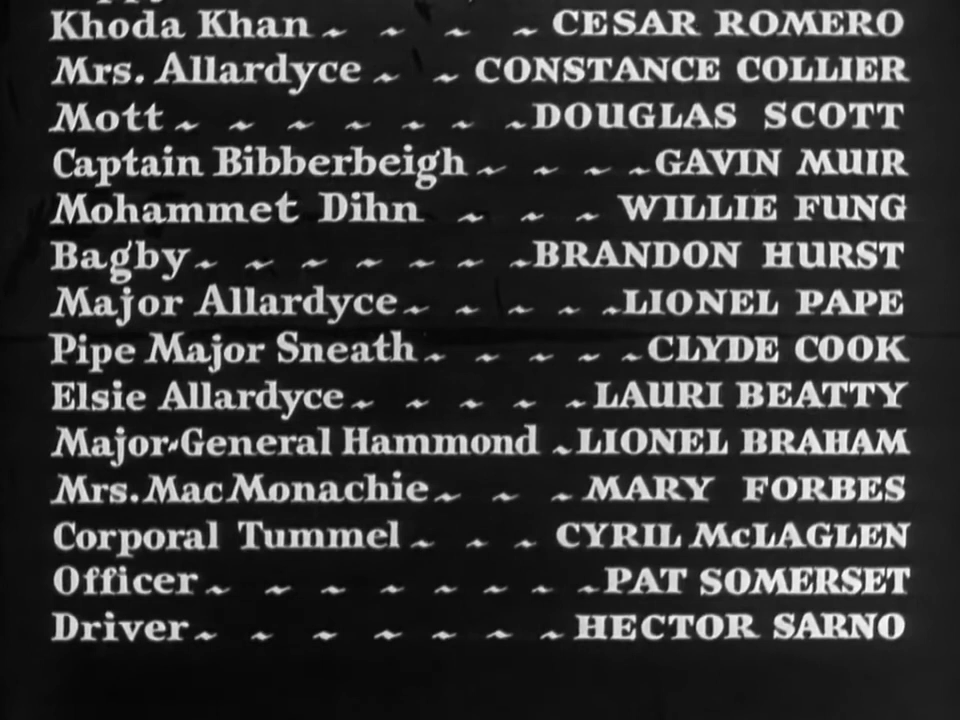 Khoda Khan ~ ~ ~ ~ CESAR ROMERO
Mrs. Allardyce ~ ~ CONSTANCE COLLIER
Mott ~ ~ ~ ~ ~ ~ ~ DOUGLAS SCOTT
Captain Bibberbeigh ~ ~ ~ ~ GAVIN MUIR
Mohammet Dihn ~ ~ ~ WILLIE FUNG
Bagby ~ ~ ~ ~ ~ ~ ~ BRANDON HURST
Major Allardyce ~ ~ ~ ~ ~ LIONEL PAPE
Pipe Major Sneath ~ ~ ~ ~ ~ CLYDE COOK
Elsie Allardyce ~ ~ ~ ~ ~ LAURI BEATTY
Major-General Hammond ~ LIONEL BRAHAM
Mrs. MacMonachie ~ ~ ~ MARY FORBES
Corporal Tummel ~ ~ ~ CYRIL McLAGLEN
Officer ~ ~ ~ ~ ~ ~ ~ PAT SOMERSET
Driver ~ ~ ~ ~ ~ ~ ~ HECTOR SARNO